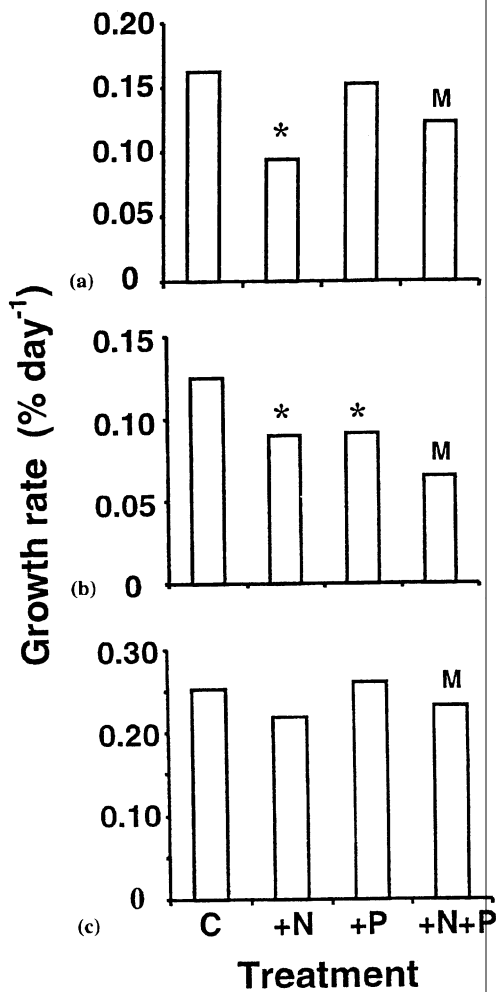 0.20
0.15
M
*
0.10
0.05
0
(a)
0.15
* *
0.10
M
0.05
0
(b)
0.30
M
0.20
0.10
0
(c)
C +N +P +N+P
Treatment
Growth rate (% day⁻¹)